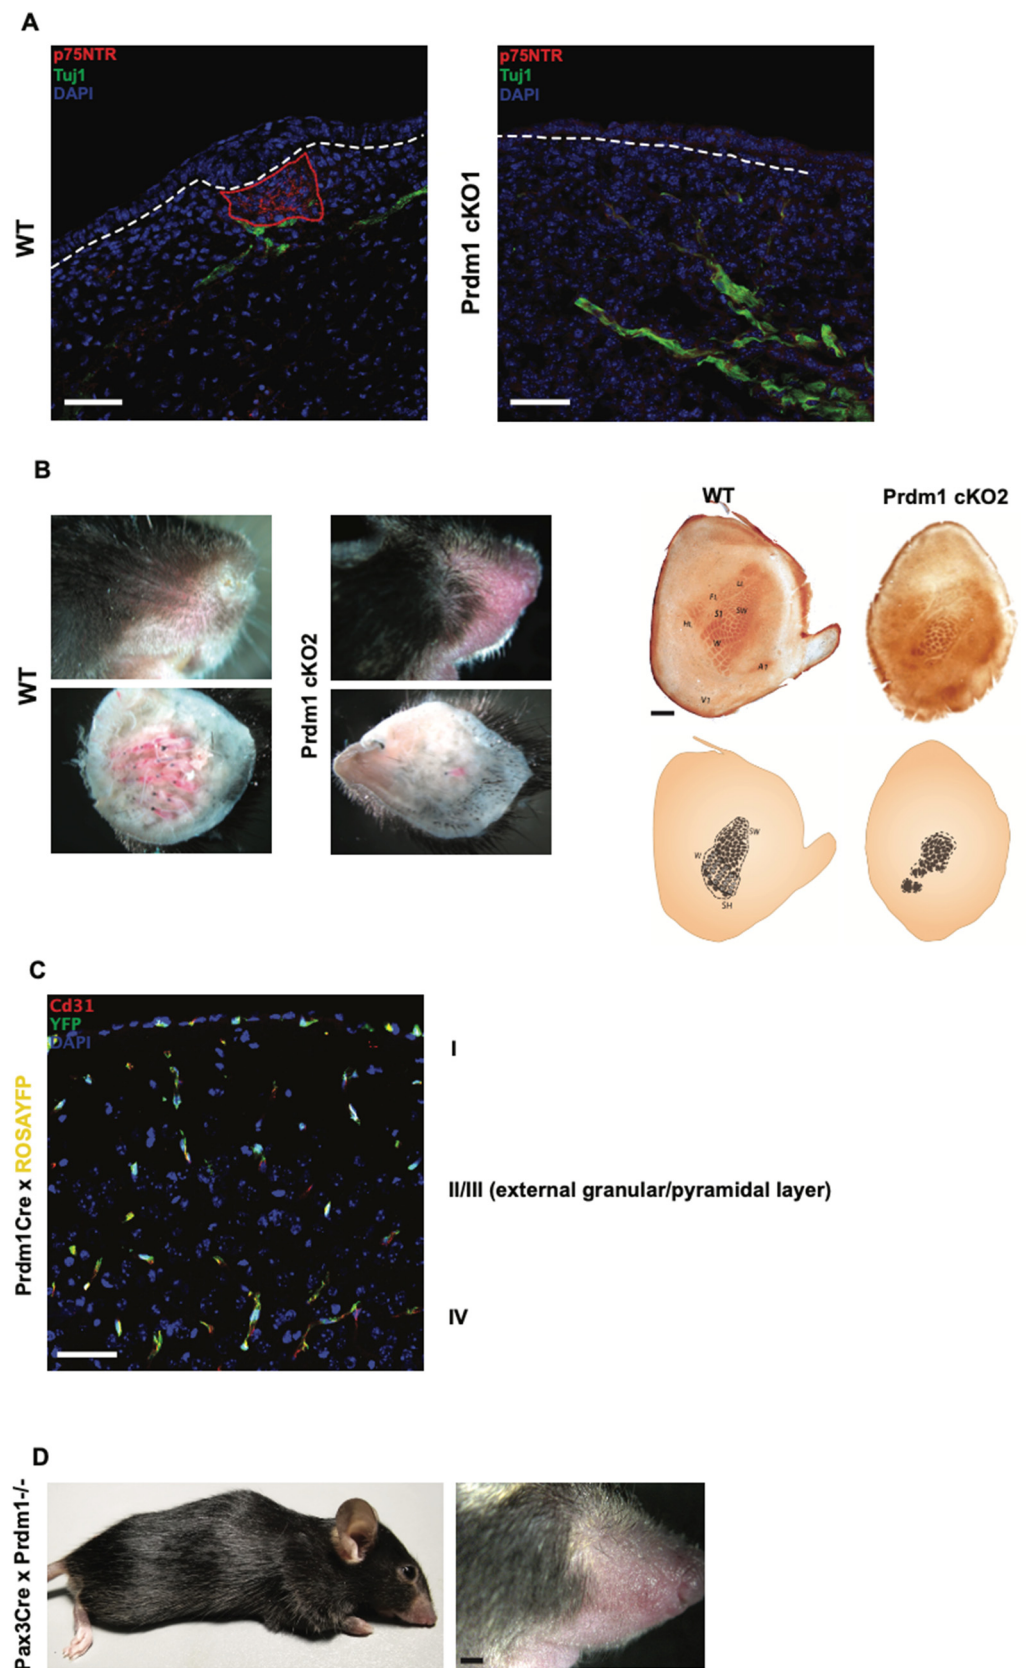 A
p75NTR
Tuj1
DAPI
WT
p75NTR
Tuj1
DAPI
Prdm1 cKO1
B
WT
Prdm1 cKO2
WT
Prdm1 cKO2
LL
FL
S1
SW
HL
W
A1
V1
SW
W
SH
C
Cd31
YFP
DAPI
Prdm1Cre x ROSAYFP
I
II/III (external granular/pyramidal layer)
IV
D
Pax3Cre x Prdm1-/-